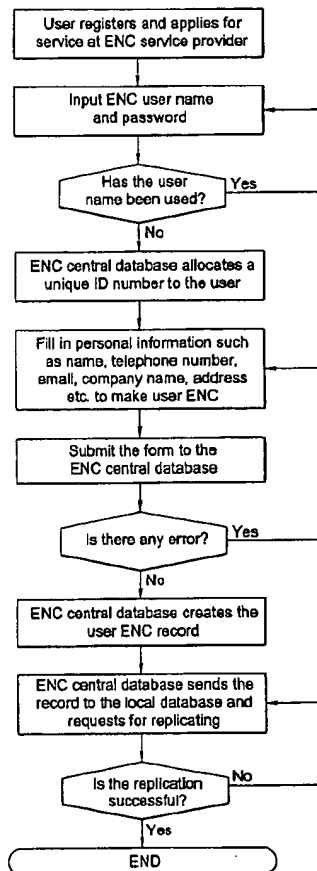 User registers and applies for
service at ENC service provider
Input ENC user name
and password
Has the user
name been used?
Yes
No
ENC central database allocates a
unique ID number to the user
Fill in personal information such
as name, telephone number,
email, company name, address
etc. to make user ENC
Submit the form to the
ENC central database
Is there any error?
Yes
No
ENC central database creates the
user ENC record
ENC central database sends the
record to the local database and
requests for replicating
Is the replication
successful?
No
Yes
END